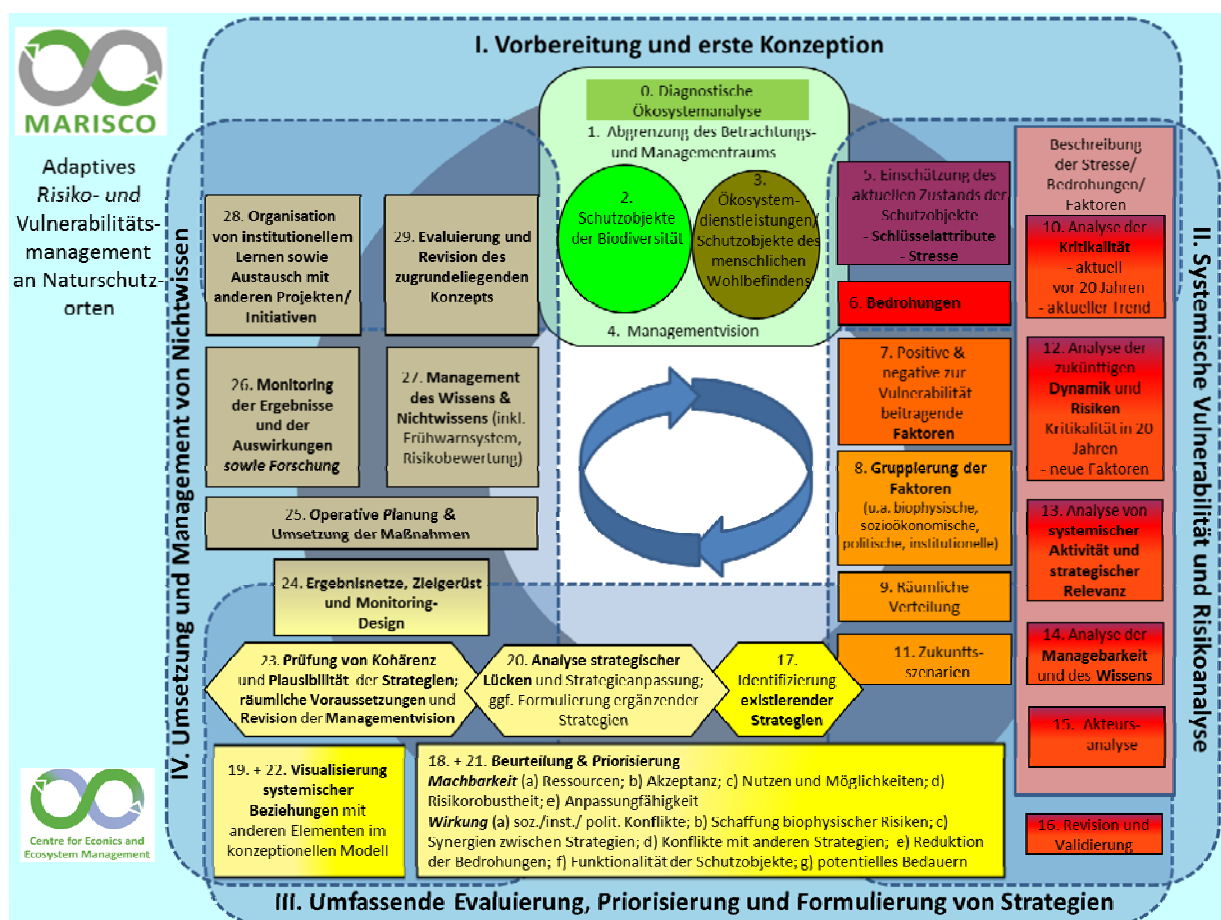 I. Vorbereitung und erste Konzeption
MARISCO
Adaptives
Risiko- und
Vulnerabilitäts-
management
an Naturschutz-
orten
0. Diagnostische
Ökosystemanalyse
1. Abgrenzung des Betrachtungs-
und Managementraums
2.
Schutzobjekte
der Biodiversität
3.
Ökosystem-
dienstleistungen/
Schutzobjekte des
menschlichen
Wohlbefindens
4. Managementvision
5. Einschätzung des
aktuellen Zustands der
Schutzobjekte
- Schlüsselattribute
- Stresse
6. Bedrohungen
7. Positive &
negative zur
Vulnerabilität
beitragende
Faktoren
8. Gruppierung der
Faktoren
(u.a. biophysische,
sozioökonomische,
politische, institutionelle)
9. Räumliche
Verteilung
11. Zukunfts-
szenarien
Beschreibung
der Stresse/
Bedrohungen/
Faktoren
10. Analyse der
Kritikalität
- aktuell
vor 20 Jahren
- aktueller Trend
12. Analyse der
zukünftigen
Dynamik und
Risiken
Kritikalität in 20
Jahren
- neue Faktoren
13. Analyse von
systemischer
Aktivität und
strategischer
Relevanz
14. Analyse der
Managebarkeit
und des Wissens
15. Akteurs-
analyse
16. Revision und
Validierung
II. Systemische Vulnerabilität und Risikoanalyse
17.
Identifizierung
existierender
Strategien
18. + 21. Beurteilung & Priorisierung
Machbarkeit (a) Ressourcen; b) Akzeptanz; c) Nutzen und Möglichkeiten; d)
Risikorobustheit; e) Anpassungfähigkeit
Wirkung (a) soz./inst./ polit. Konflikte; b) Schaffung biophysischer Risiken; c)
Synergien zwischen Strategien; d) Konflikte mit anderen Strategien; e) Reduktion
der Bedrohungen; f) Funktionalität der Schutzobjekte; g) potentielles Bedauern
19. + 22. Visualisierung
systemischer
Beziehungen mit
anderen Elementen im
konzeptionellen Modell
20. Analyse strategischer
Lücken und Strategieanpassung;
ggf. Formulierung ergänzender
Strategien
23. Prüfung von Kohärenz
und Plausibilität der Strategien;
räumliche Voraussetzungen und
Revision der Managementvision
III. Umfassende Evaluierung, Priorisierung und Formulierung von Strategien
24. Ergebnisnetze, Zielgerüst
und Monitoring-
Design
25. Operative Planung &
Umsetzung der Maßnahmen
26. Monitoring
der Ergebnisse
und der
Auswirkungen
sowie Forschung
27. Management
des Wissens &
Nichtwissens (inkl.
Frühwarnsystem,
Risikobewertung)
28. Organisation
von institutionellem
Lernen sowie
Austausch mit
anderen Projekten/
Initiativen
29. Evaluierung und
Revision des
zugrundeliegenden
Konzepts
IV. Umsetzung und Management von Nichtwissen
Centre for Econics and
Ecosystem Management